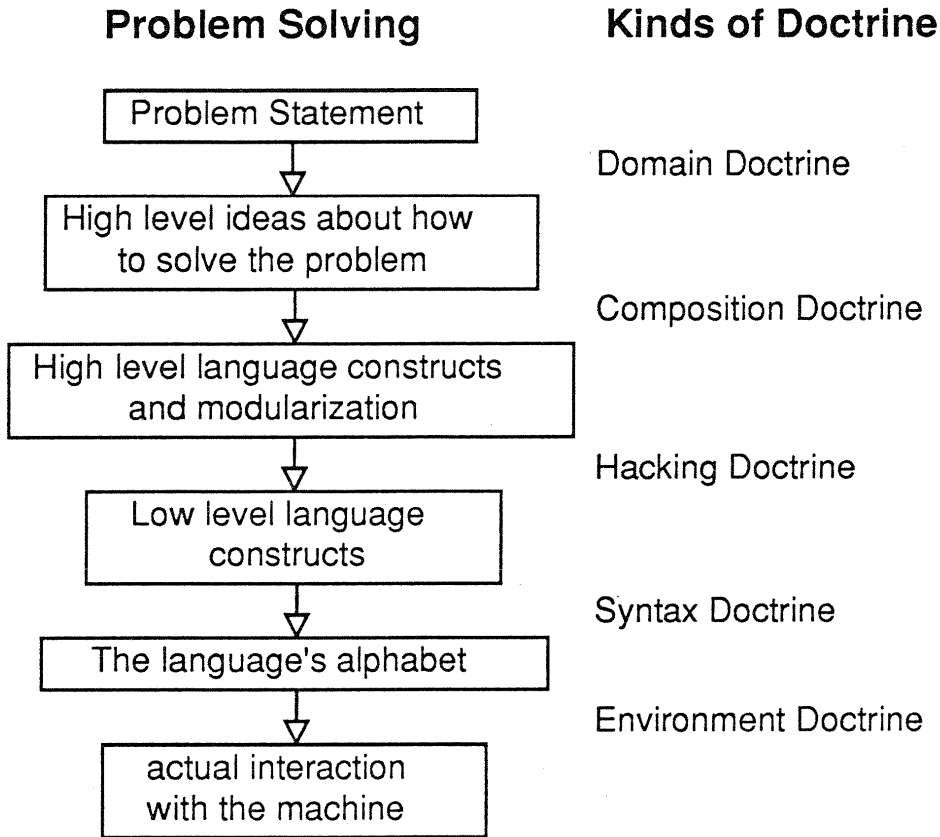 Problem Solving
Kinds of Doctrine
Problem Statement
Domain Doctrine
High level ideas about how
to solve the problem
Composition Doctrine
High level language constructs
and modularization
Hacking Doctrine
Low level language
constructs
Syntax Doctrine
The language's alphabet
Environment Doctrine
actual interaction
with the machine